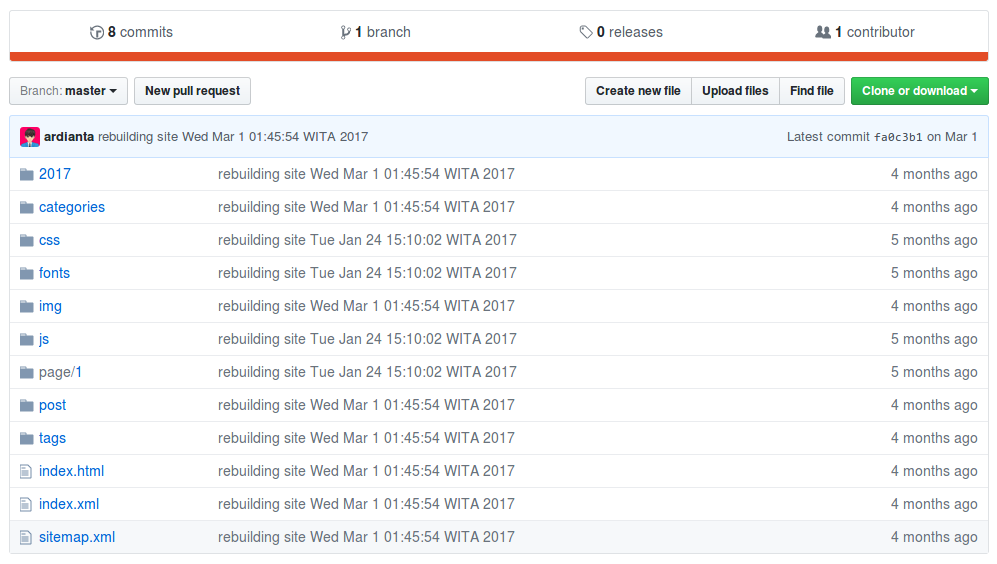 8 commits 1 branch 0 releases 1 contributor
Branch: master New pull request Create new file Upload files Find file Clone or download
ardianta rebuilding site Wed Mar 1 01:45:54 WITA 2017 Latest commit fa0c3b1 on Mar 1
2017 rebuilding site Wed Mar 1 01:45:54 WITA 2017 4 months ago
categories rebuilding site Wed Mar 1 01:45:54 WITA 2017 4 months ago
css rebuilding site Tue Jan 24 15:10:02 WITA 2017 5 months ago
fonts rebuilding site Tue Jan 24 15:10:02 WITA 2017 5 months ago
img rebuilding site Wed Mar 1 01:45:54 WITA 2017 4 months ago
js rebuilding site Tue Jan 24 15:10:02 WITA 2017 5 months ago
page/1 rebuilding site Tue Jan 24 15:10:02 WITA 2017 5 months ago
post rebuilding site Wed Mar 1 01:45:54 WITA 2017 4 months ago
tags rebuilding site Wed Mar 1 01:45:54 WITA 2017 4 months ago
index.html rebuilding site Wed Mar 1 01:45:54 WITA 2017 4 months ago
index.xml rebuilding site Wed Mar 1 01:45:54 WITA 2017 4 months ago
sitemap.xml rebuilding site Wed Mar 1 01:45:54 WITA 2017 4 months ago